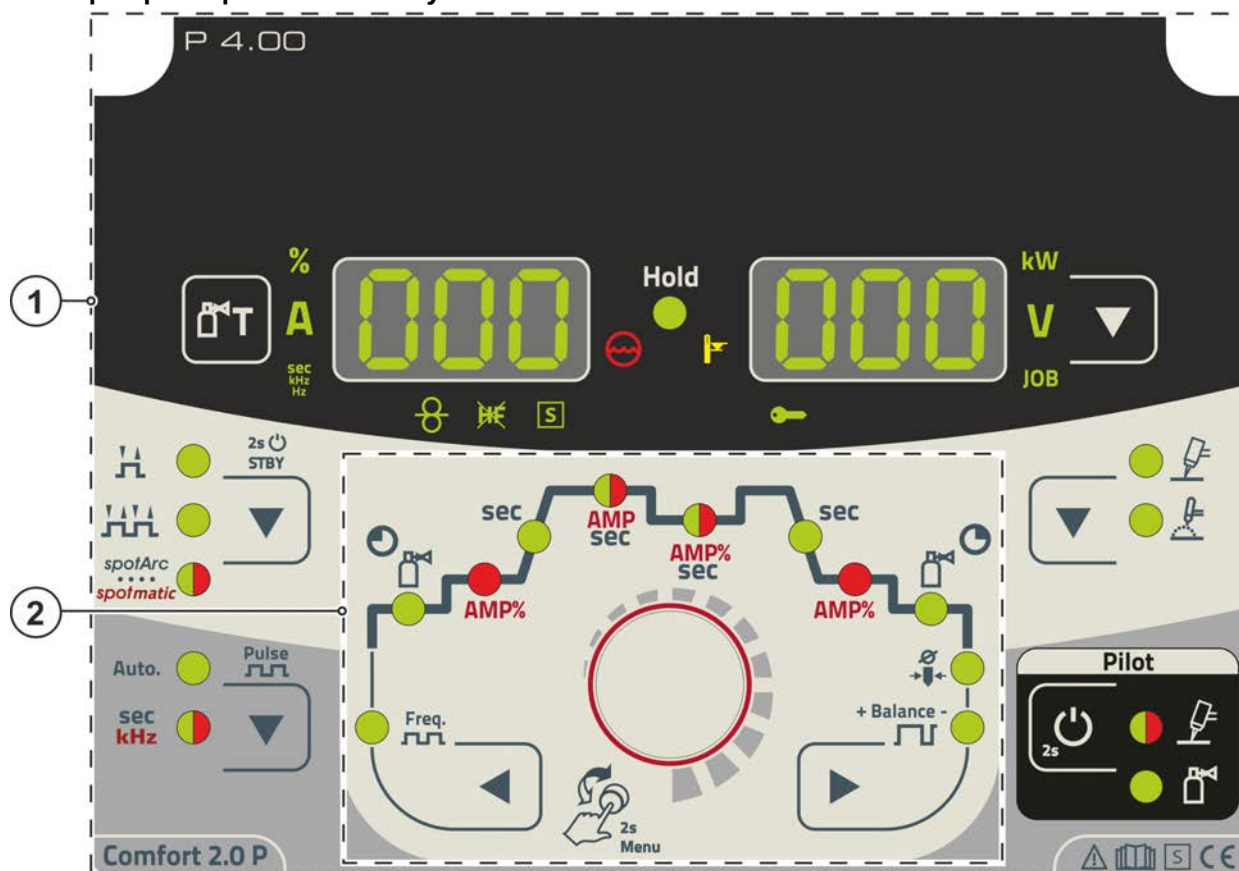 P 4.00
%
A
sec
kHz
Hz
T
000
Hold
000
kW
V
JOB
HF
S
1
2s
STBY
spotArc
spotmatic
sec
AMP
sec
AMP%
sec
sec
AMP%
AMP%
2
Auto.
Pulse
sec
kHz
Freq.
+ Balance -
2s
Menu
Pilot
2s
Comfort 2.0 P
S CE